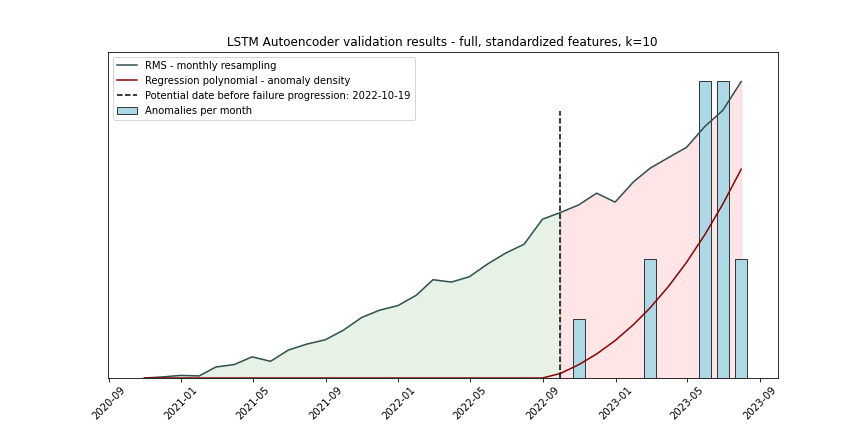 LSTM Autoencoder validation results - full, standardized features, k=10
RMS - monthly resampling
Regression polynomial - anomaly density
Potential date before failure progression: 2022-10-19
Anomalies per month
2020-09
2021-01
2021-05
2021-09
2022-01
2022-05
2022-09
2023-01
2023-05
2023-09